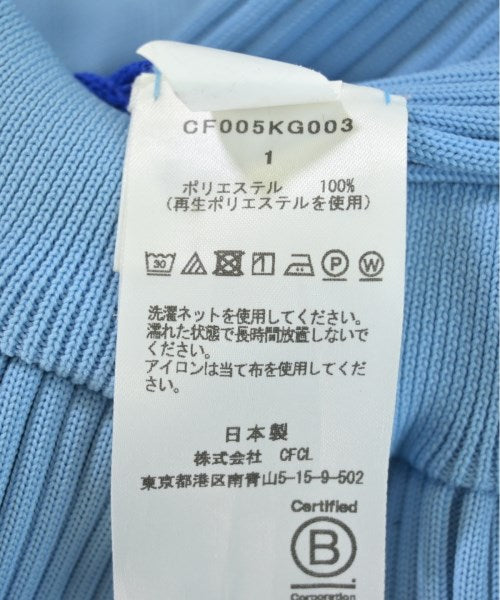 CF005KG003
1
ポリエステル 100%
(再生ポリエステルを使用)
30 P W
洗濯ネットを使用してください。
濡れた状態で長時間放置しないで
ください。
アイロンは当て布を使用してくだ
さい。
日本製
株式会社 CFCL
東京都港区南青山5-15-9-502
Certified
B
Corporation